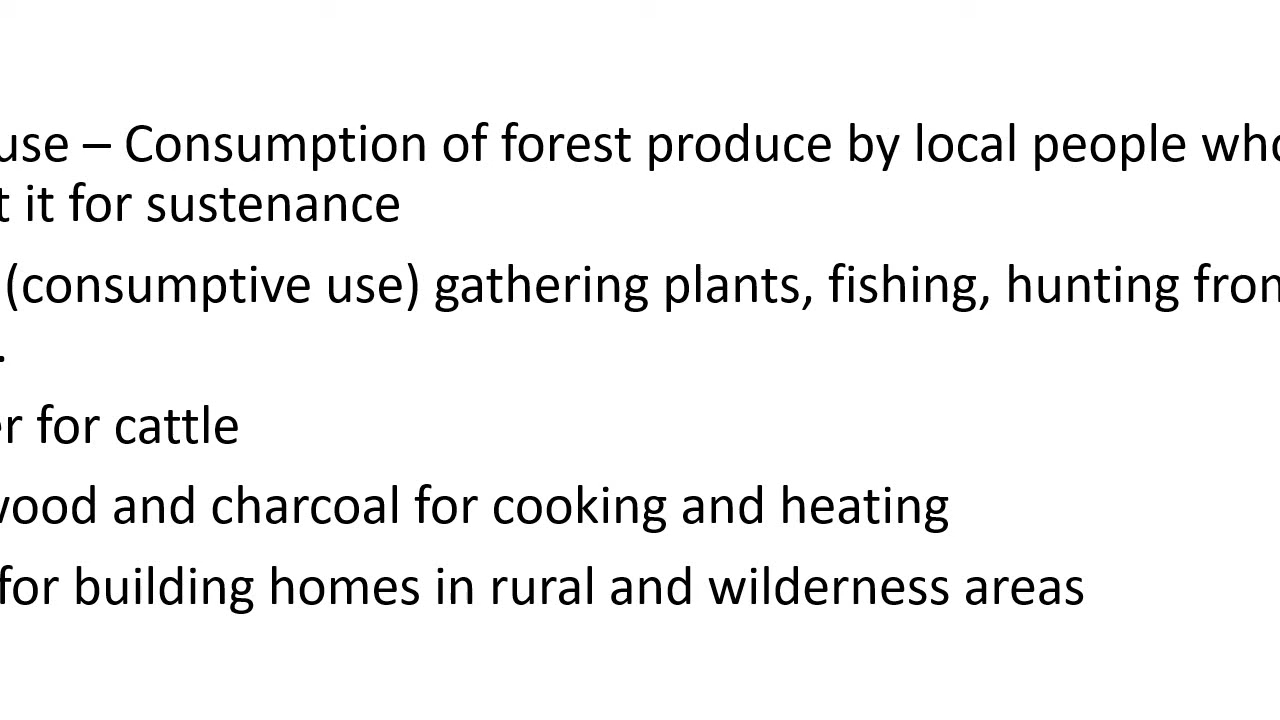 use – Consumption of forest produce by local people who
t it for sustenance
(consumptive use) gathering plants, fishing, hunting from
.
r for cattle
wood and charcoal for cooking and heating
for building homes in rural and wilderness areas